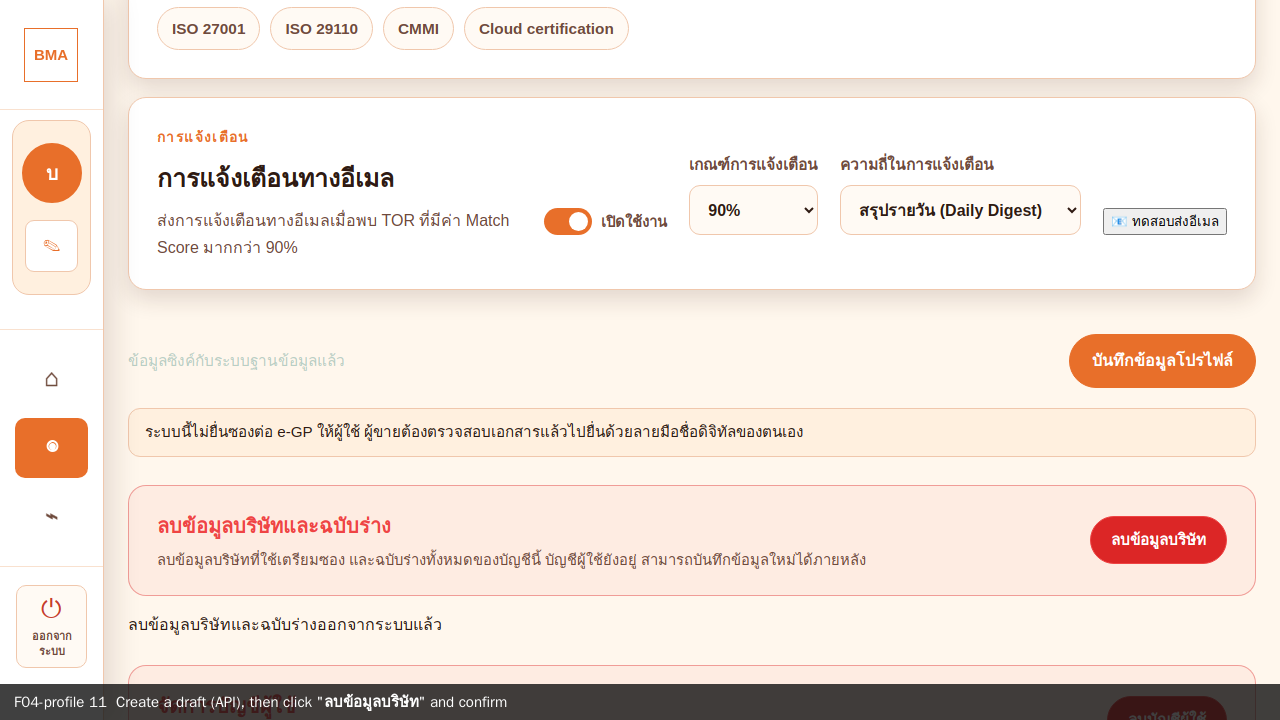 BMA
บ
ออกจาก
ระบบ
ISO 27001
ISO 29110
CMMI
Cloud certification
การแจ้งเตือน
การแจ้งเตือนทางอีเมล
ส่งการแจ้งเตือนทางอีเมลเมื่อพบ TOR ที่มีค่า Match
Score มากกว่า 90%
เปิดใช้งาน
เกณฑ์การแจ้งเตือน
90%
ความถี่ในการแจ้งเตือน
สรุปรายวัน (Daily Digest)
📧 ทดสอบส่งอีเมล
ข้อมูลซิงค์กับระบบฐานข้อมูลแล้ว
บันทึกข้อมูลโปรไฟล์
ระบบนี้ไม่ยื่นซองต่อ e-GP ให้ผู้ใช้ ผู้ขายต้องตรวจสอบเอกสารแล้วไปยื่นด้วยลายมือชื่อดิจิทัลของตนเอง
ลบข้อมูลบริษัทและฉบับร่าง
ลบข้อมูลบริษัทที่ใช้เตรียมซอง และฉบับร่างทั้งหมดของบัญชีนี้ บัญชีผู้ใช้ยังอยู่ สามารถบันทึกข้อมูลใหม่ได้ภายหลัง
ลบข้อมูลบริษัท
ลบข้อมูลบริษัทและฉบับร่างออกจากระบบแล้ว
ลบบัญชีผู้ใช้
F04-profile 11 Create a draft (API), then click "ลบข้อมูลบริษัท" and confirm